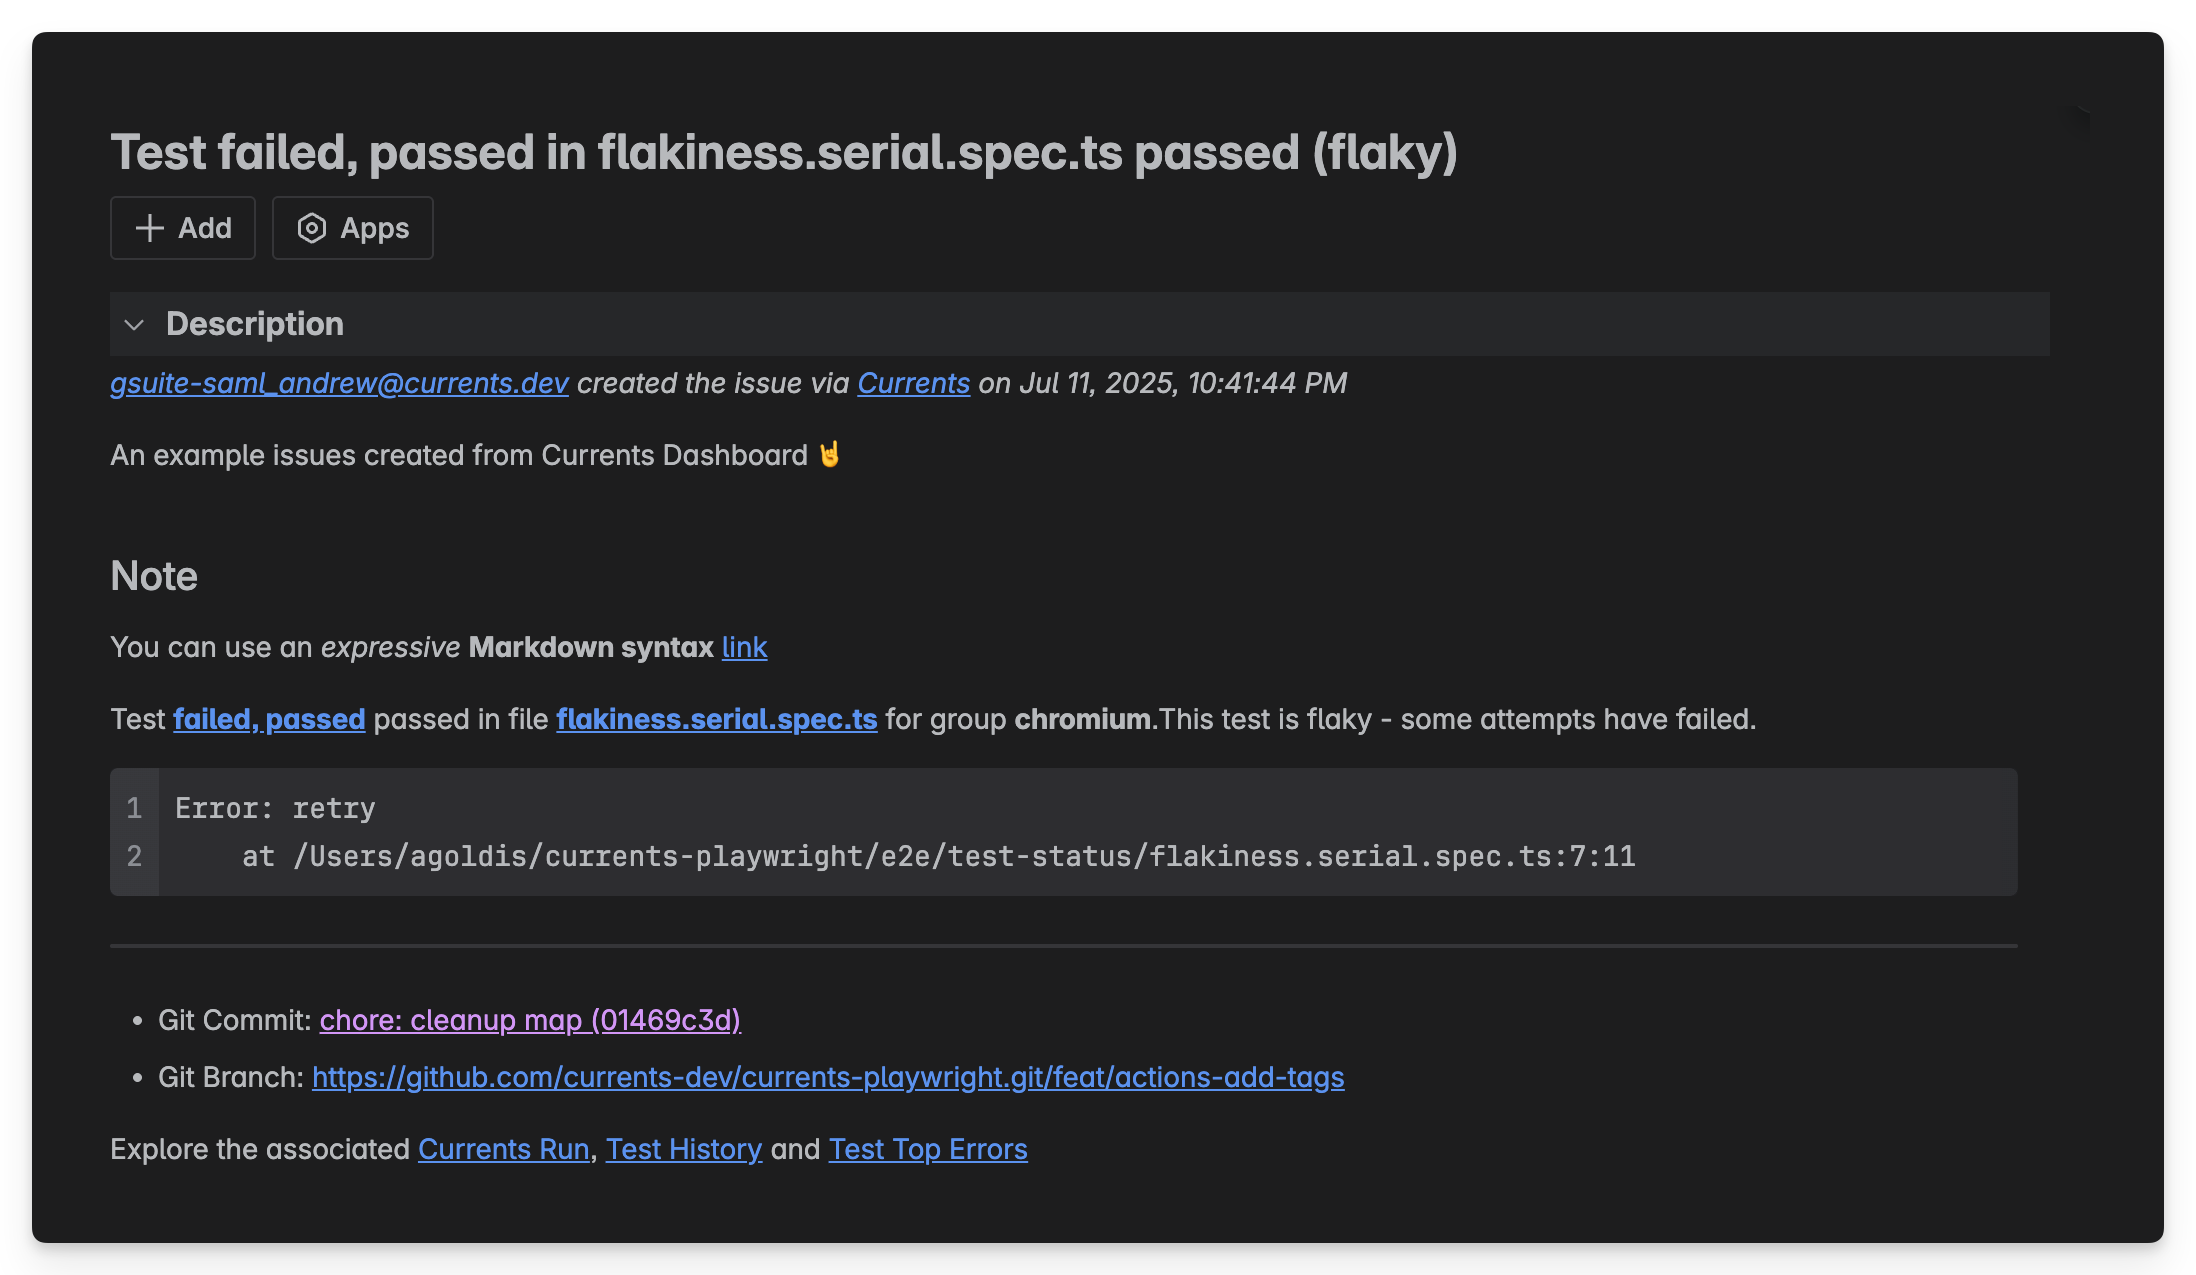 Test failed, passed in flakiness.serial.spec.ts passed (flaky)
Add Apps
Description
gsuite-saml_andrew@currents.dev created the issue via Currents on Jul 11, 2025, 10:41:44 PM
An example issues created from Currents Dashboard 🤘
Note
You can use an expressive Markdown syntax link
Test failed, passed passed in file flakiness.serial.spec.ts for group chromium.This test is flaky - some attempts have failed.
1 Error: retry
2     at /Users/agoldis/currents-playwright/e2e/test-status/flakiness.serial.spec.ts:7:11
• Git Commit: chore: cleanup map (01469c3d)
• Git Branch: https://github.com/currents-dev/currents-playwright.git/feat/actions-add-tags
Explore the associated Currents Run, Test History and Test Top Errors